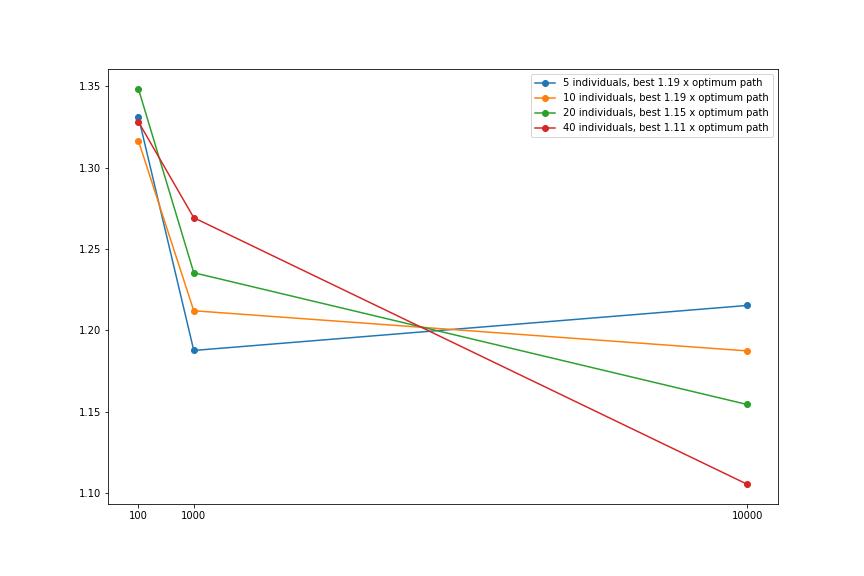 5 individuals, best 1.19 x optimum path
10 individuals, best 1.19 x optimum path
20 individuals, best 1.15 x optimum path
40 individuals, best 1.11 x optimum path
1.35
1.30
1.25
1.20
1.15
1.10
100 1000 10000